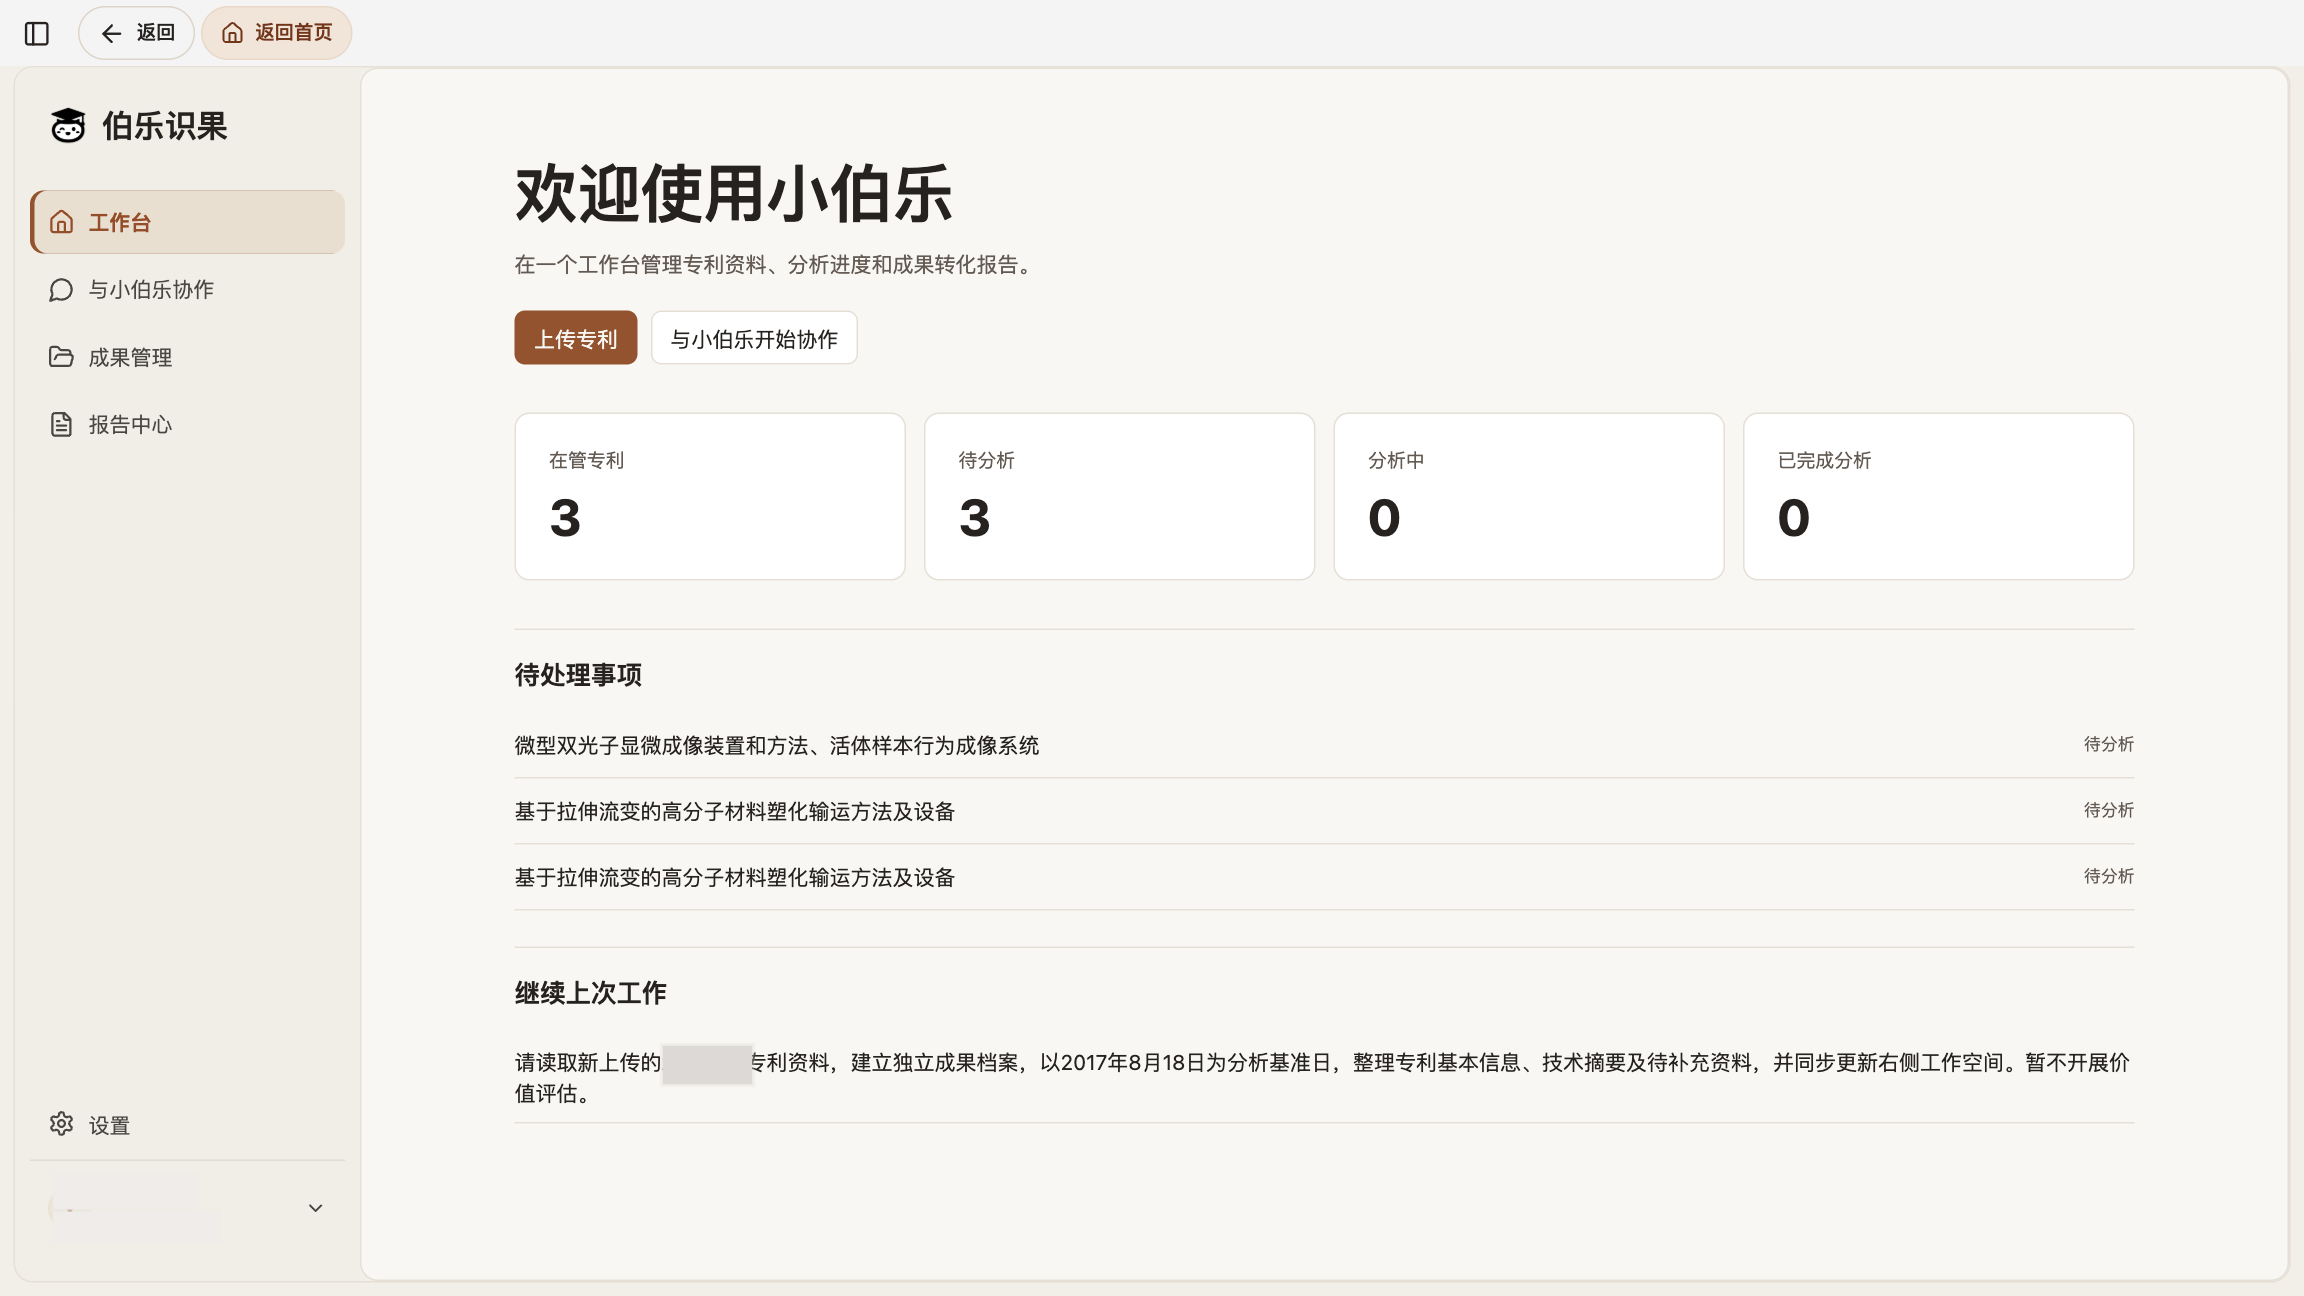 返回
返回首页
伯乐识果
工作台
与小伯乐协作
成果管理
报告中心
设置
欢迎使用小伯乐
在一个工作台管理专利资料、分析进度和成果转化报告。
上传专利
与小伯乐开始协作
在管专利
3
待分析
3
分析中
0
已完成分析
0
待处理事项
微型双光子显微成像装置和方法、活体样本行为成像系统
待分析
基于拉伸流变的高分子材料塑化输运方法及设备
待分析
基于拉伸流变的高分子材料塑化输运方法及设备
待分析
继续上次工作
请读取新上传的 专利资料，建立独立成果档案，以2017年8月18日为分析基准日，整理专利基本信息、技术摘要及待补充资料，并同步更新右侧工作空间。暂不开展价
值评估。